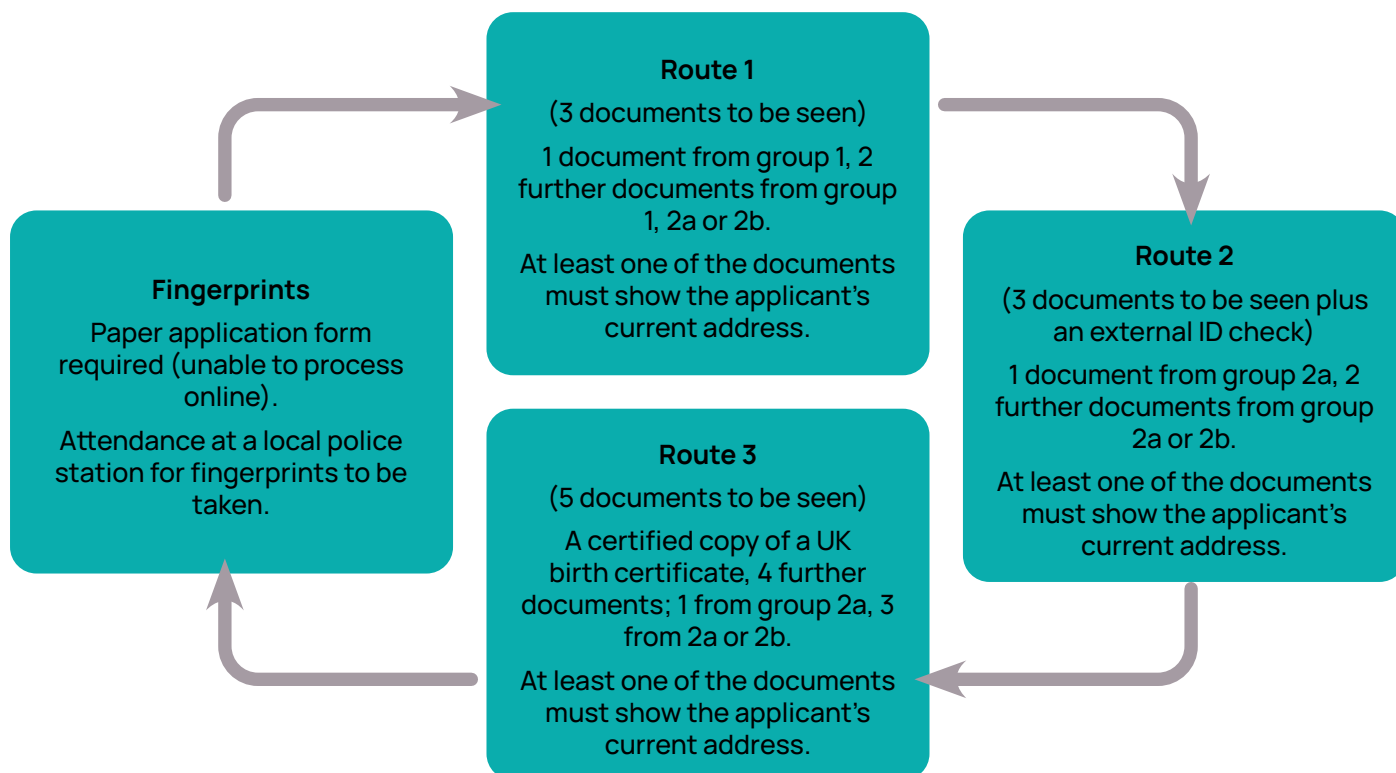 Route 1
(3 documents to be seen)
1 document from group 1, 2
further documents from group
1, 2a or 2b.
At least one of the documents
must show the applicant’s
current address.
Route 2
(3 documents to be seen plus
an external ID check)
1 document from group 2a, 2
further documents from group
2a or 2b.
At least one of the documents
must show the applicant’s
current address.
Route 3
(5 documents to be seen)
A certified copy of a UK
birth certificate, 4 further
documents; 1 from group 2a, 3
from 2a or 2b.
At least one of the documents
must show the applicant’s
current address.
Fingerprints
Paper application form
required (unable to process
online).
Attendance at a local police
station for fingerprints to be
taken.